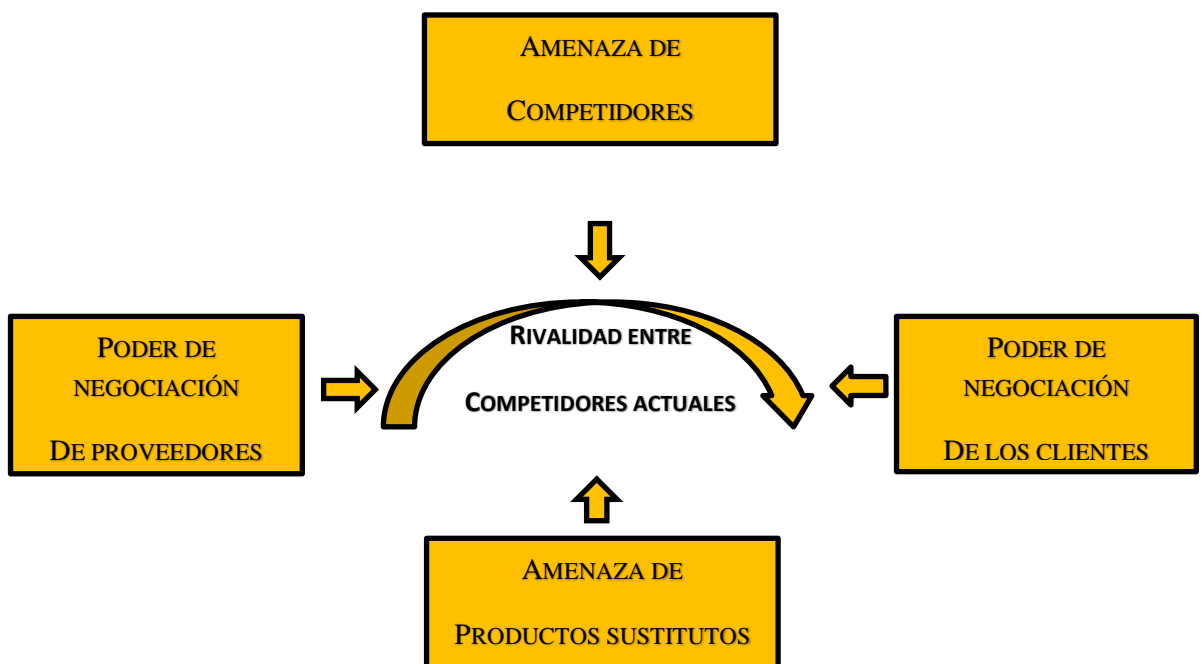 AMENAZA DE
COMPETIDORES
RIVALIDAD ENTRE
COMPETIDORES ACTUALES
PODER DE
NEGOCIACIÓN
DE PROVEEDORES
PODER DE
NEGOCIACIÓN
DE LOS CLIENTES
AMENAZA DE
PRODUCTOS SUSTITUTOS